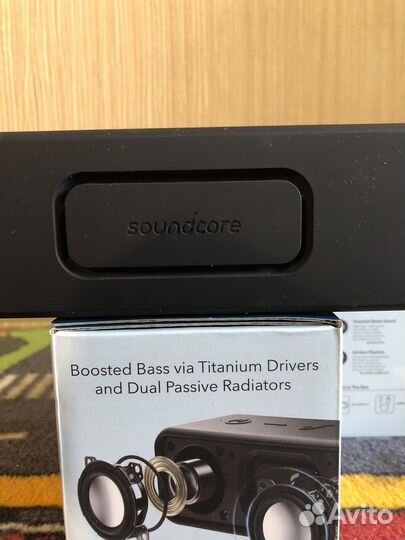 soundcore
Boosted Bass via Titanium Drivers
and Dual Passive Radiators
Avito